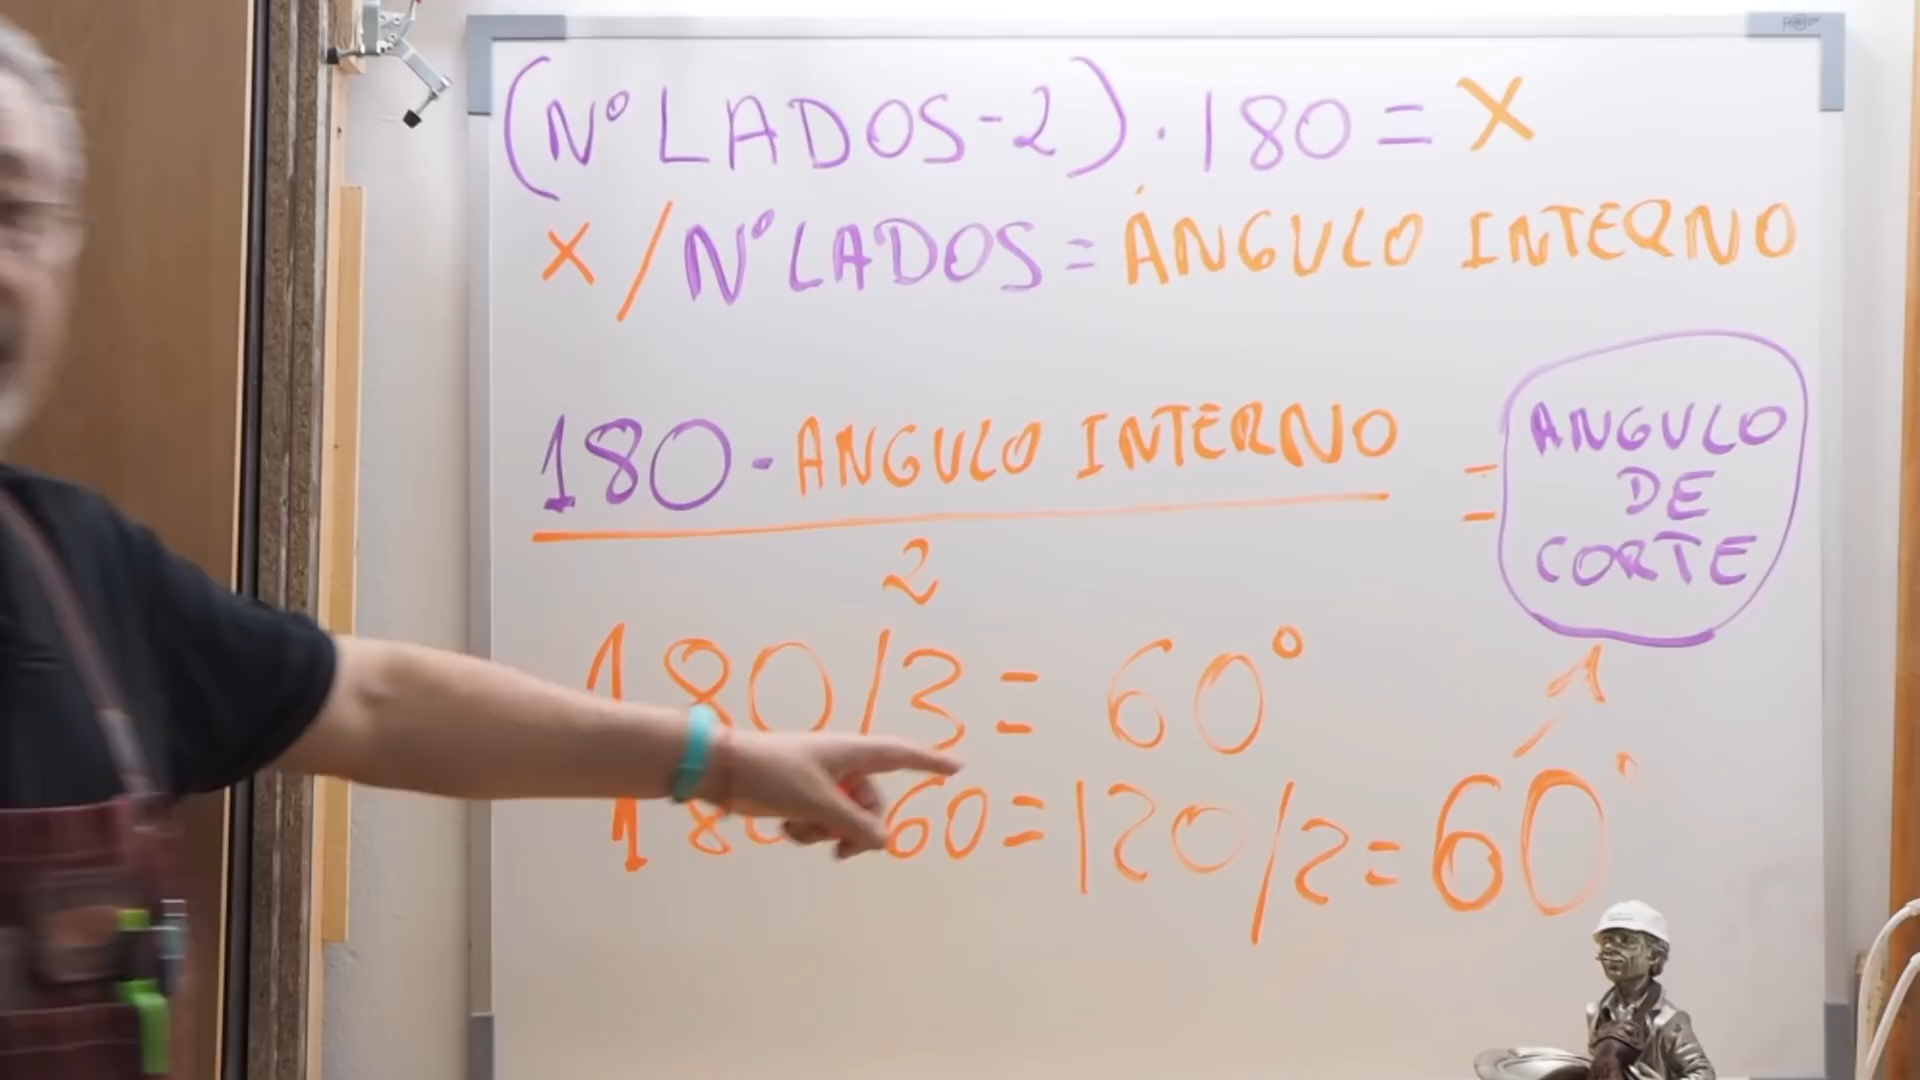 (Nº LADOS-2) · 180 = X
X / Nº LADOS = ÁNGULO INTERNO
180 - ANGULO INTERNO
2
= ANGULO
DE
CORTE
180/3 = 60°
180 60 = 120/2 = 60°